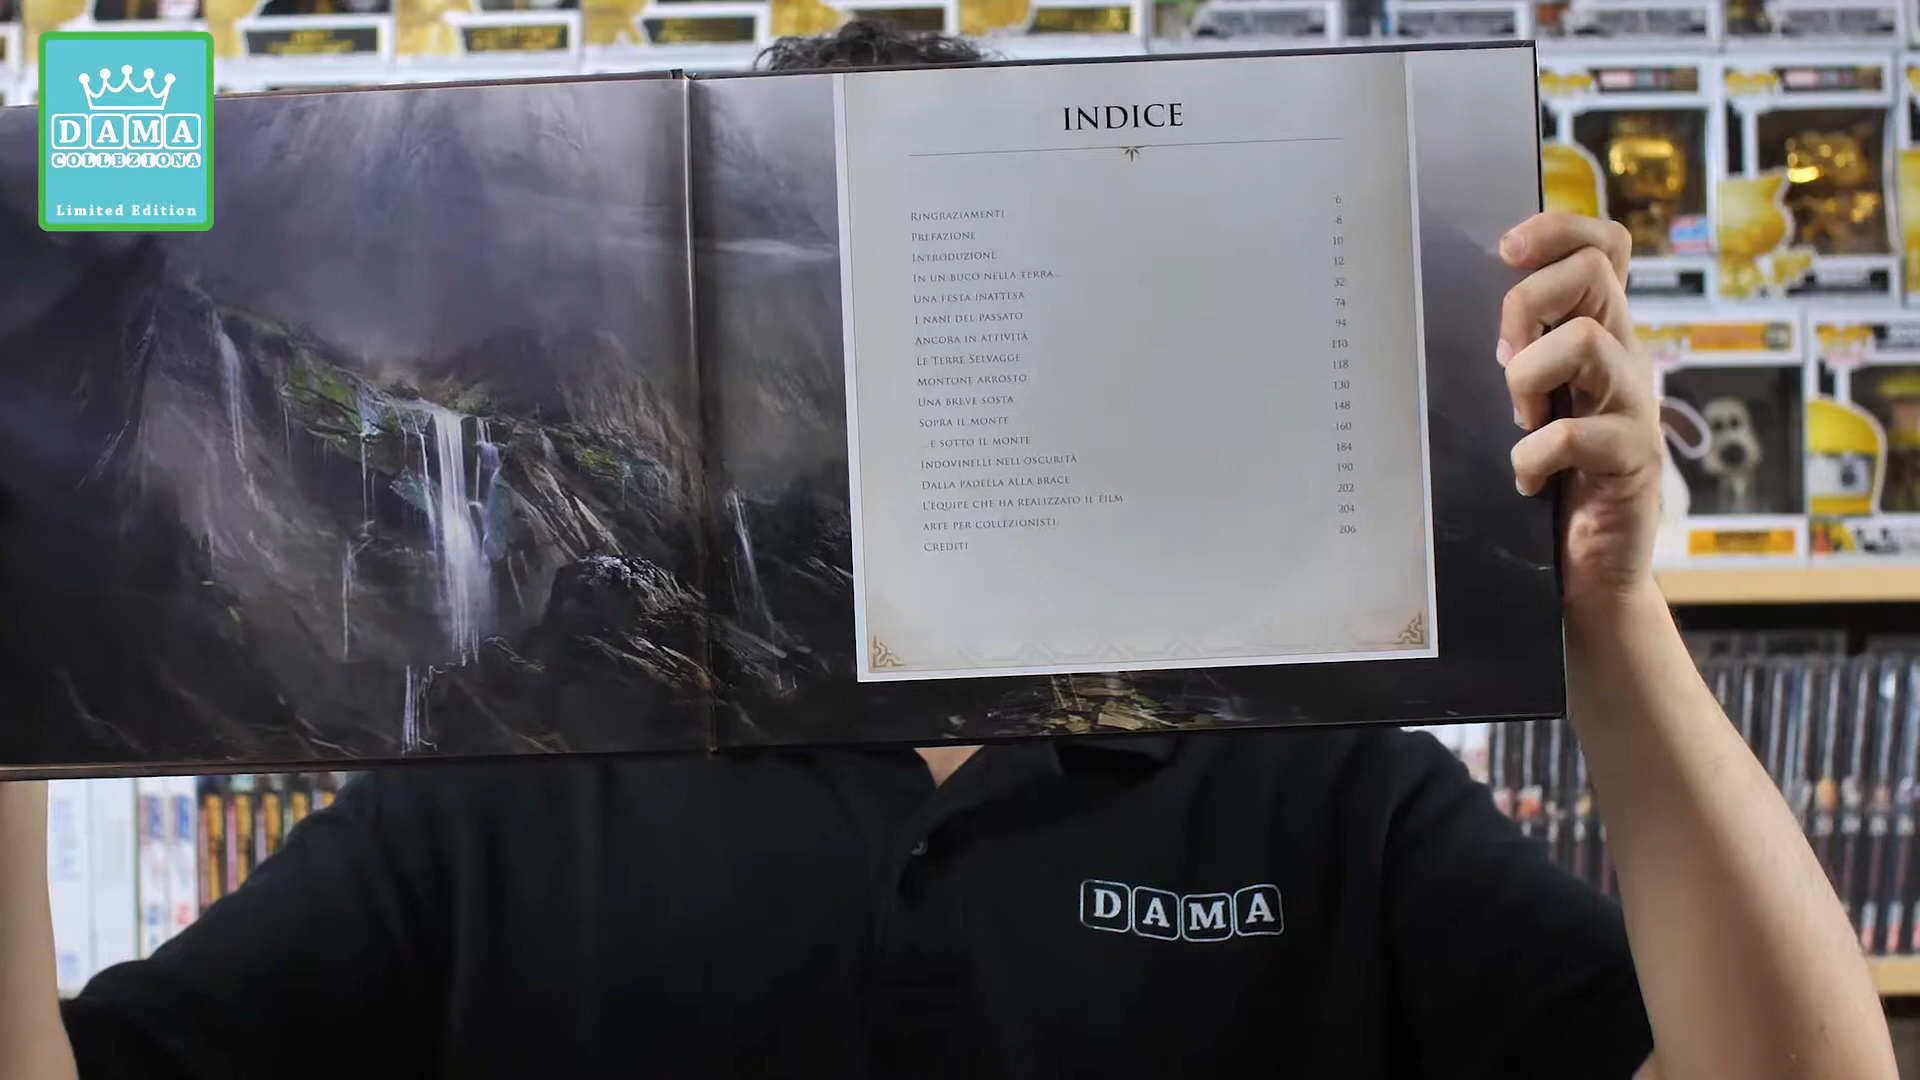 DAMA
COLLEZIONA
Limited Edition
INDICE
RINGRAZIAMENTI 6
PREFAZIONE 8
INTRODUZIONE 10
IN UN BUCO NELLA TERRA... 12
UNA FESTA INATTESA 32
I NANI DEL PASSATO 74
ANCORA IN ATTIVITÀ 94
LE TERRE SELVAGGE 110
MONTONE ARROSTO 118
UNA BREVE SOSTA 130
SOPRA IL MONTE 148
...E SOTTO IL MONTE 160
INDOVINELLI NELL'OSCURITÀ 184
DALLA PADELLA ALLA BRACE 190
L'ÉQUIPE CHE HA REALIZZATO IL FILM 202
ARTE PER COLLEZIONISTI 204
CREDITI 206
DAMA